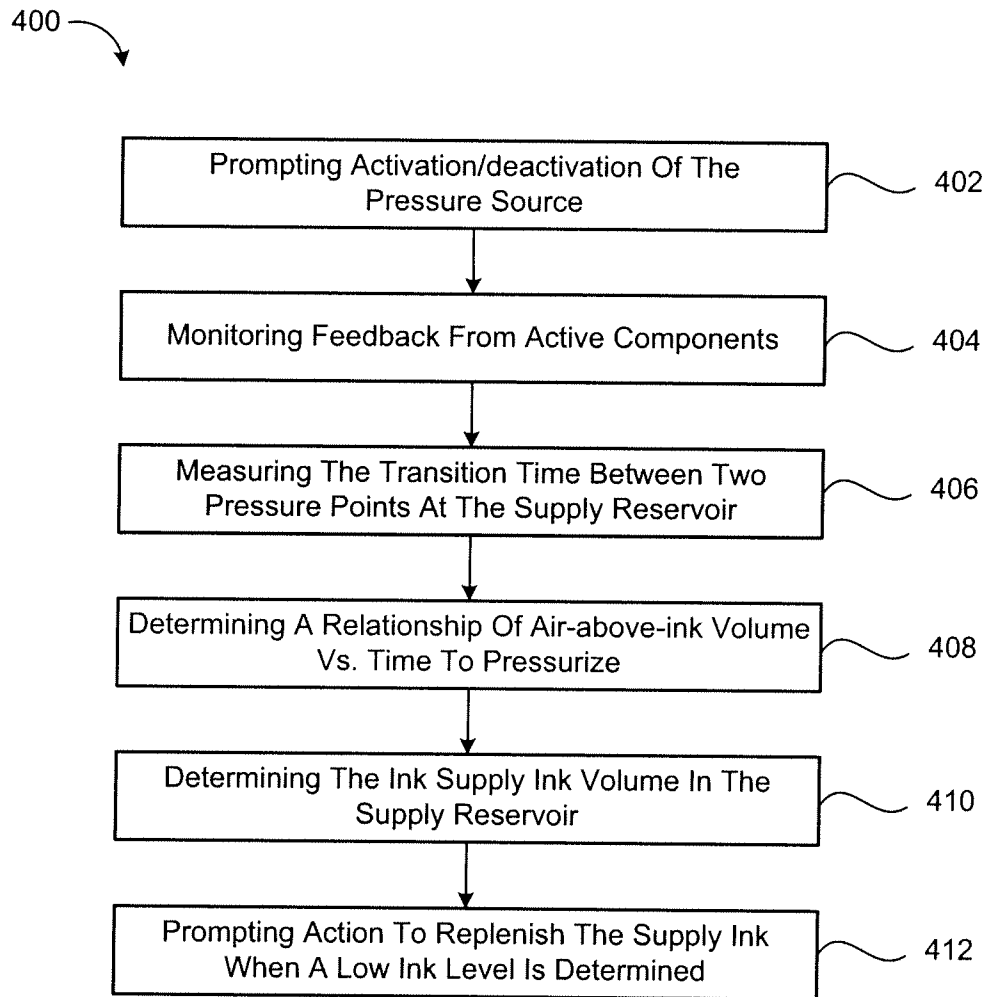 400
Prompting Activation/deactivation Of The
Pressure Source
402
Monitoring Feedback From Active Components
404
Measuring The Transition Time Between Two
Pressure Points At The Supply Reservoir
406
Determining A Relationship Of Air-above-ink Volume
Vs. Time To Pressurize
408
Determining The Ink Supply Ink Volume In The
Supply Reservoir
410
Prompting Action To Replenish The Supply Ink
When A Low Ink Level Is Determined
412